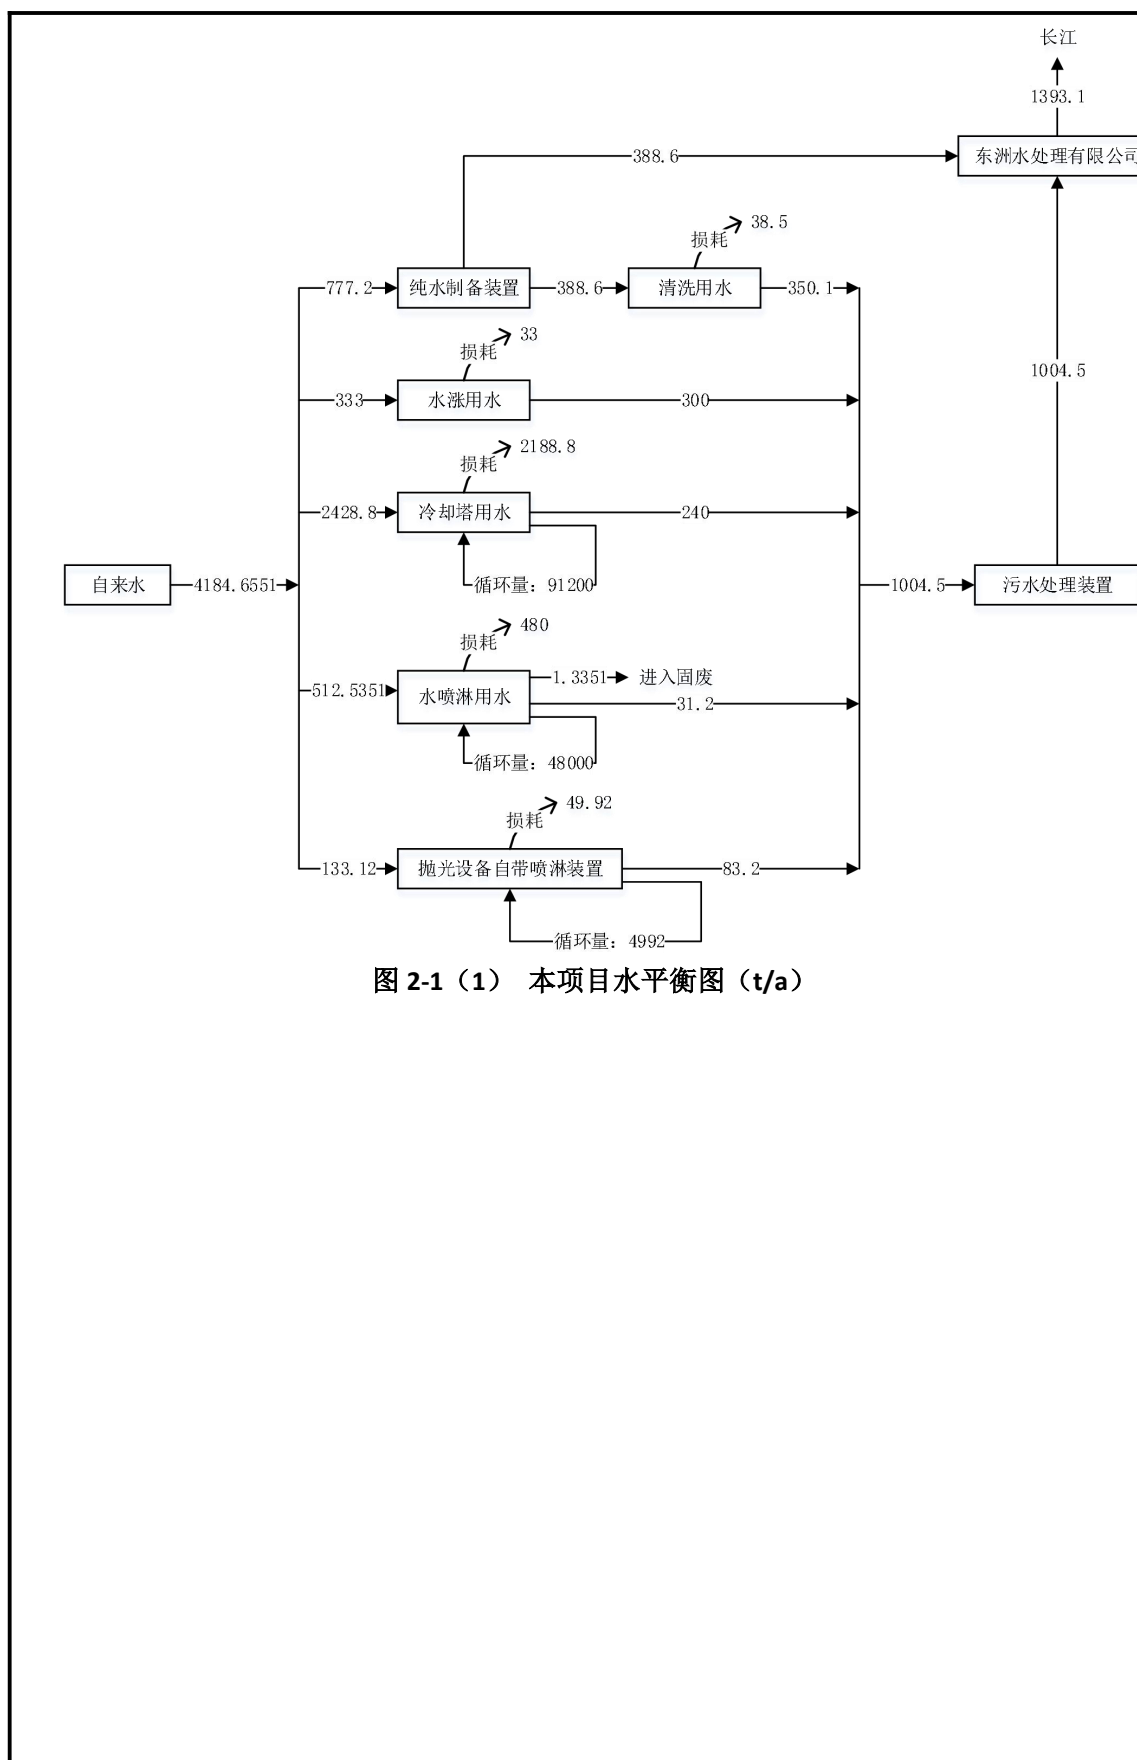 长江
1393.1
东洲水处理有限公司
388.6
损耗 38.5
777.2 纯水制备装置 388.6 清洗用水 350.1
损耗 33
333 水涨用水 300
1004.5
损耗 2188.8
2428.8 冷却塔用水 240
循环量：91200
自来水 4184.6551
1004.5 污水处理装置
损耗 480
512.5351 水喷淋用水 1.3351 进入固废
31.2
循环量：48000
损耗 49.92
133.12 抛光设备自带喷淋装置 83.2
循环量：4992
图 2-1（1） 本项目水平衡图（t/a）